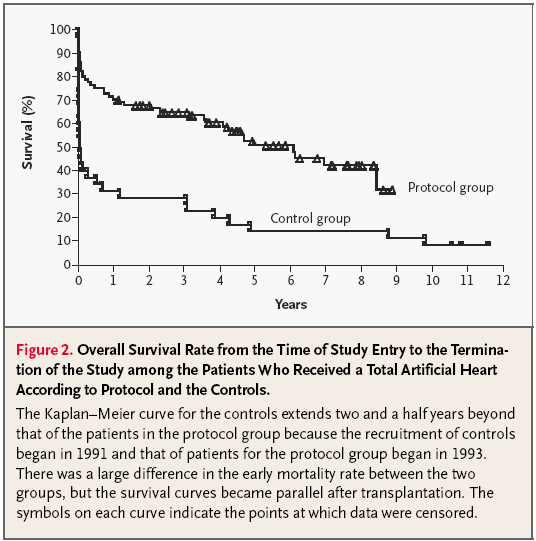 100
90
80
70
60
50
40
30
20
10
0
Survival (%)
Protocol group
Control group
0 1 2 3 4 5 6 7 8 9 10 11 12
Years
Figure 2. Overall Survival Rate from the Time of Study Entry to the Termina-
tion of the Study among the Patients Who Received a Total Artificial Heart
According to Protocol and the Controls.
The Kaplan–Meier curve for the controls extends two and a half years beyond
that of the patients in the protocol group because the recruitment of controls
began in 1991 and that of patients for the protocol group began in 1993.
There was a large difference in the early mortality rate between the two
groups, but the survival curves became parallel after transplantation. The
symbols on each curve indicate the points at which data were censored.